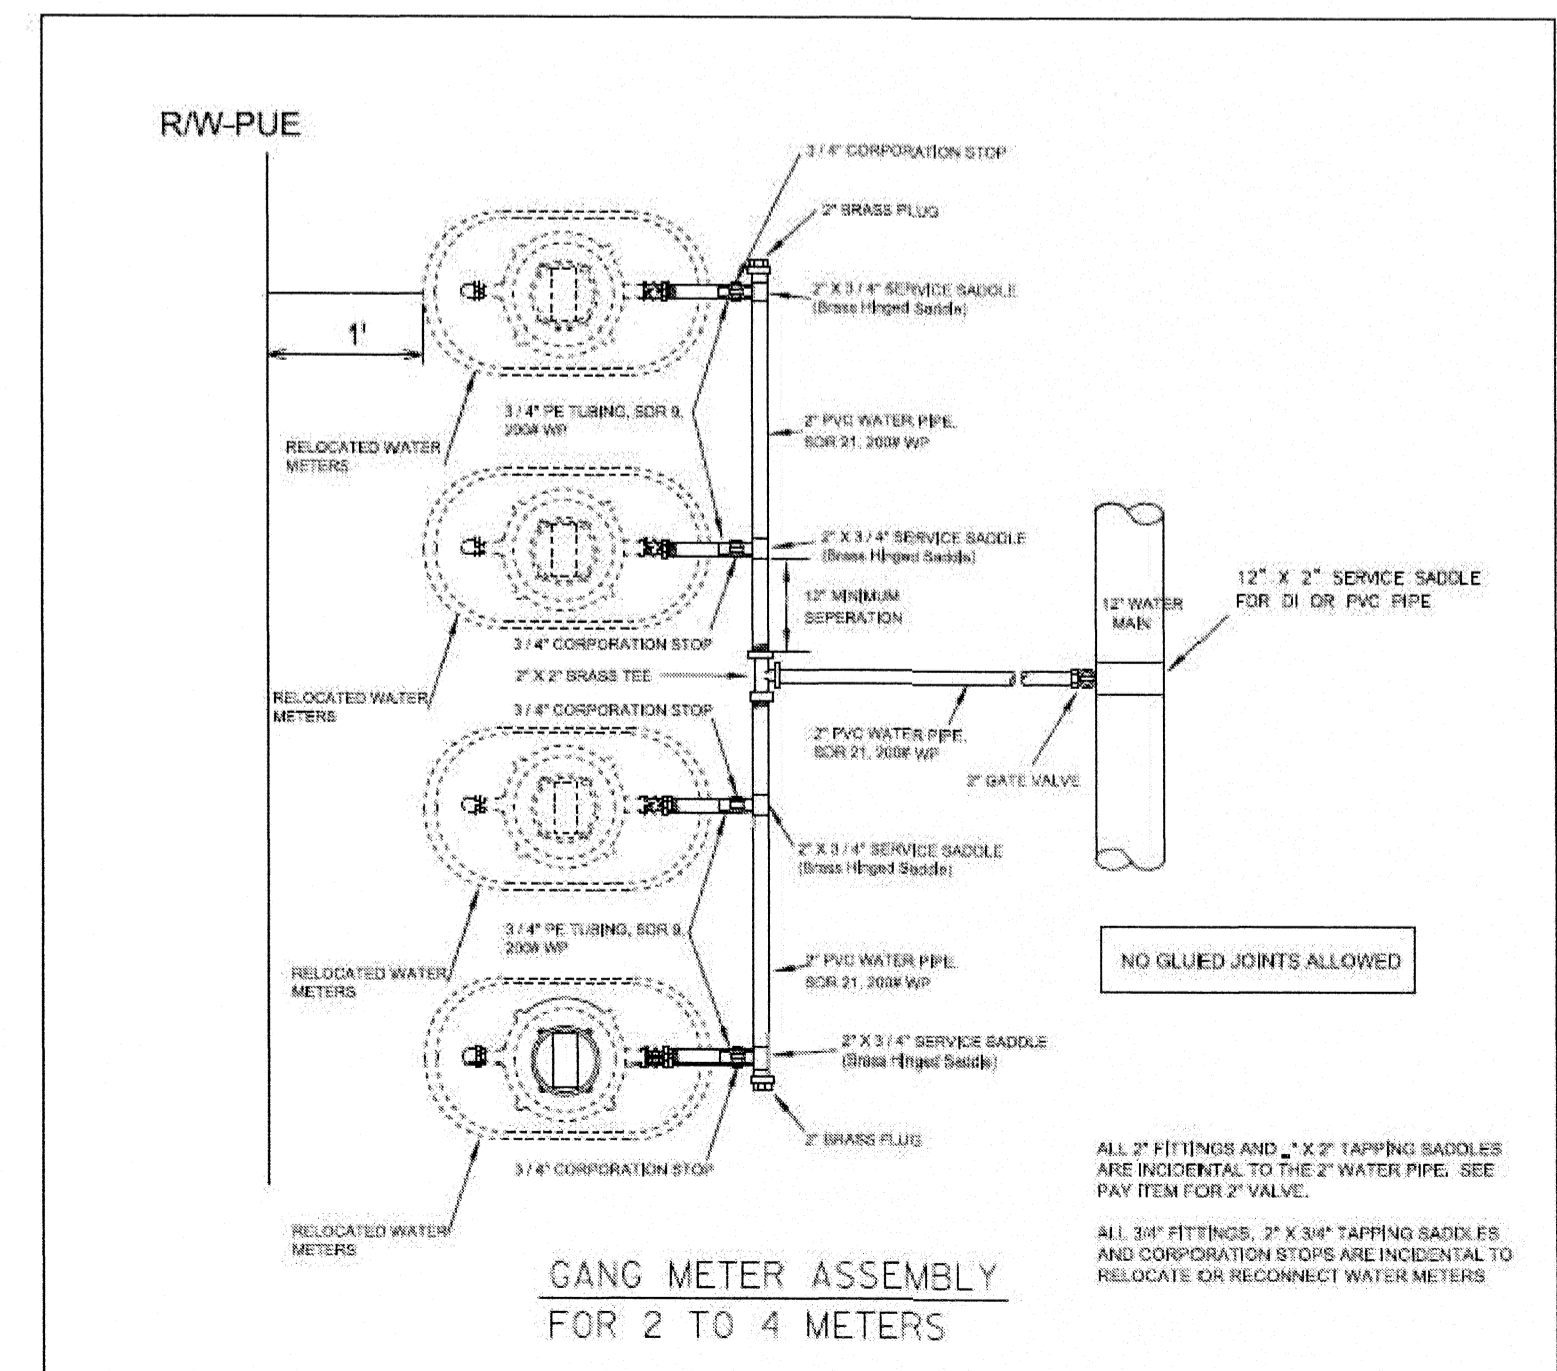 R/W-PUE
3/4" CORPORATION STOP
2" BRASS PLUG
2" X 3/4" SERVICE SADDLE
(Brass Hinged Saddle)
1'
3/4" PE TUBING, SDR 9,
200# WP
2" PVC WATER PIPE,
SDR 21, 200# WP
RELOCATED WATER
METERS
2" X 3/4" SERVICE SADDLE
(Brass Hinged Saddle)
12" X 2" SERVICE SADDLE
FOR DI OR PVC PIPE
12" MINIMUM
SEPERATION
12" WATER
MAIN
3/4" CORPORATION STOP
2" X 2" BRASS TEE
RELOCATED WATER
METERS
3/4" CORPORATION STOP
2" PVC WATER PIPE,
SDR 21, 200# WP
2" GATE VALVE
2" X 3/4" SERVICE SADDLE
(Brass Hinged Saddle)
3/4" PE TUBING, SDR 9,
200# WP
2" PVC WATER PIPE,
SDR 21, 200# WP
NO GLUED JOINTS ALLOWED
RELOCATED WATER
METERS
2" X 3/4" SERVICE SADDLE
(Brass Hinged Saddle)
2" BRASS PLUG
3/4" CORPORATION STOP
ALL 2" FITTINGS AND _" X 2" TAPPING SADDLES
ARE INCIDENTAL TO THE 2" WATER PIPE. SEE
PAY ITEM FOR 2" VALVE.
RELOCATED WATER
METERS
ALL 3/4" FITTINGS, 2" X 3/4" TAPPING SADDLES
AND CORPORATION STOPS ARE INCIDENTAL TO
RELOCATE OR RECONNECT WATER METERS
GANG METER ASSEMBLY
FOR 2 TO 4 METERS